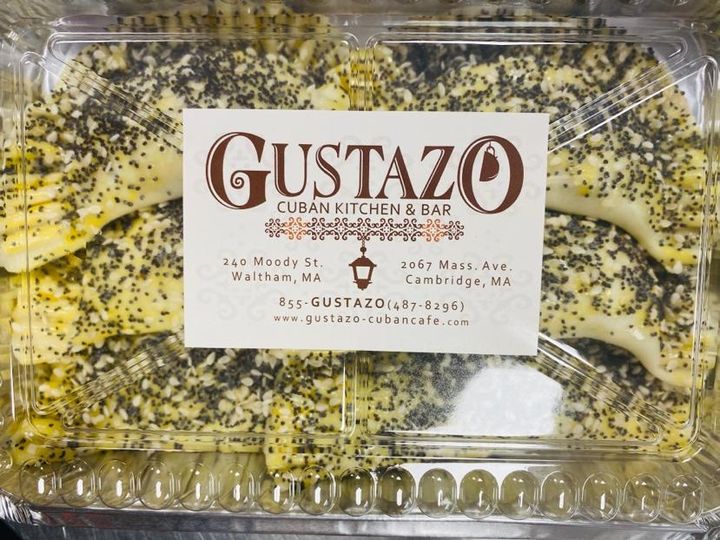 GUSTAZO
CUBAN KITCHEN & BAR
240 Moody St.
Waltham, MA
2067 Mass. Ave.
Cambridge, MA
855-GUSTAZO(487-8296)
www.gustazo-cubancafe.com